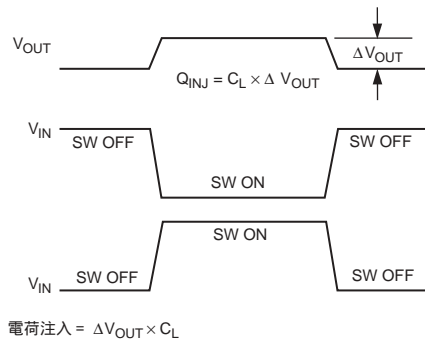 VOUT
ΔVOUT
QINJ = CL × Δ VOUT
VIN
SW OFF
SW OFF
SW ON
SW ON
VIN
SW OFF
SW OFF
電荷注入 = ΔVOUT × CL